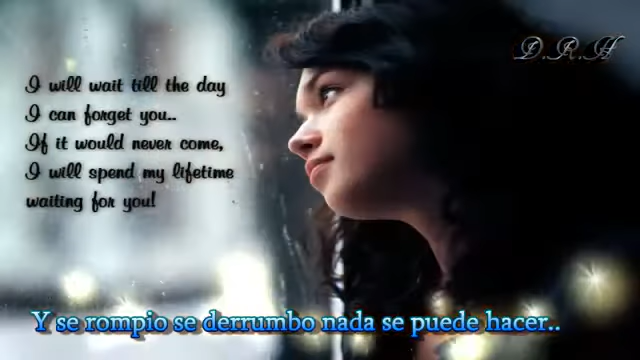 D.R.H
I will wait till the day
I can forget you..
If it would never come,
I will spend my lifetime
waiting for you!
Y se rompio se derrumbo nada se puede hacer..